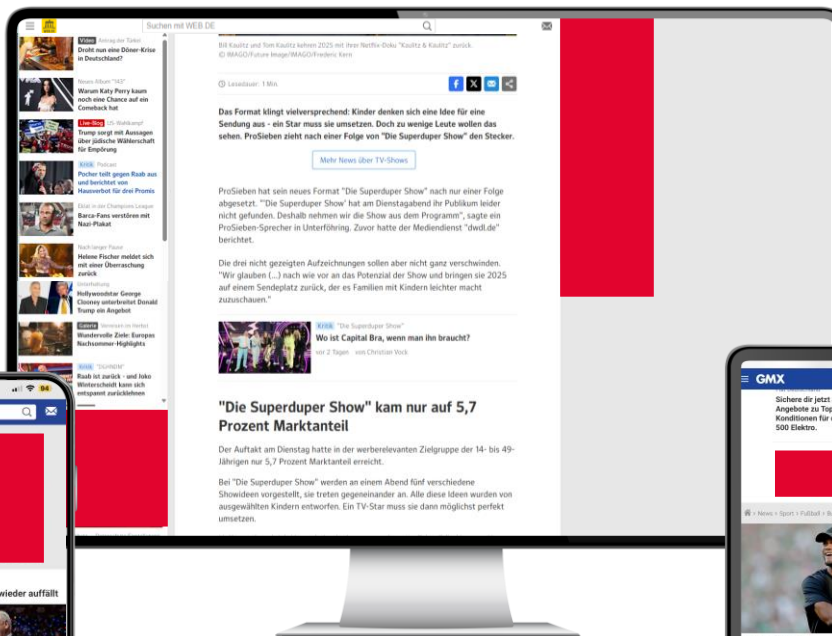 Suchen mit WEB.DE
Bill Kaulitz und Tom Kaulitz kehren 2025 mit ihrer Netflix-Doku "Kaulitz & Kaulitz" zurück.
© IMAGO/Future Image/IMAGO/Frederic Kern
Lesedauer: 1 Min
Das Format klingt vielversprechend: Kinder denken sich eine Idee für eine
Sendung aus - ein Star muss sie umsetzen. Doch zu wenige Leute wollen das
sehen. ProSieben zieht nach einer Folge von "Die Superduper Show" den Stecker.
Mehr News über TV-Shows
ProSieben hat sein neues Format "Die Superduper Show" nach nur einer Folge
abgesetzt. "'Die Superduper Show' hat am Dienstagabend ihr Publikum leider
nicht gefunden. Deshalb nehmen wir die Show aus dem Programm", sagte ein
ProSieben-Sprecher in Unterföhring. Zuvor hatte der Mediendienst "dwdl.de"
berichtet.
Die drei nicht gezeigten Aufzeichnungen sollen aber nicht ganz verschwinden.
"Wir glauben (...) nach wie vor an das Potenzial der Show und bringen sie 2025
auf einem Sendeplatz zurück, der es Familien mit Kindern leichter macht
zuzuschauen."
Kritik "Die Superduper Show"
Wo ist Capital Bra, wenn man ihn braucht?
vor 2 Tagen von Christian Vock
"Die Superduper Show" kam nur auf 5,7
Prozent Marktanteil
Der Auftakt am Dienstag hatte in der werberelevanten Zielgruppe der 14- bis 49-
Jährigen nur 5,7 Prozent Marktanteil erreicht.
Bei "Die Superduper Show" werden an einem Abend fünf verschiedene
Showideen vorgestellt, sie treten gegeneinander an. Alle diese Ideen wurden von
ausgewählten Kindern entworfen. Ein TV-Star muss sie dann möglichst perfekt
umsetzen.
Video Antrag der Türkei
Droht nun eine Döner-Krise
in Deutschland?
Neues Album "143"
Warum Katy Perry kaum
noch eine Chance auf ein
Comeback hat
Live-Blog US-Wahlkampf
Trump sorgt mit Aussagen
über jüdische Wählerschaft
für Empörung
Kritik Podcast
Pocher teilt gegen Raab aus
und berichtet von
Hausverbot für drei Promis
Eklat in der Champions League
Barca-Fans verstören mit
Nazi-Plakat
Nach langer Pause
Helene Fischer meldet sich
mit einer Überraschung
zurück
Unterhaltung
Hollywoodstar George
Clooney unterbreitet Donald
Trump ein Angebot
Galerie Verreisen im Herbst
Wundervolle Ziele: Europas
Nachsommer-Highlights
Kritik "DUHNDM"
Raab ist zurück - und Joko
Winterscheidt kann sich
entspannt zurücklehnen
94
wieder auffällt
GMX
Sichere dir jetzt
Angebote zu Top
Konditionen für
500 Elektro.
> News > Sport > Fußball >